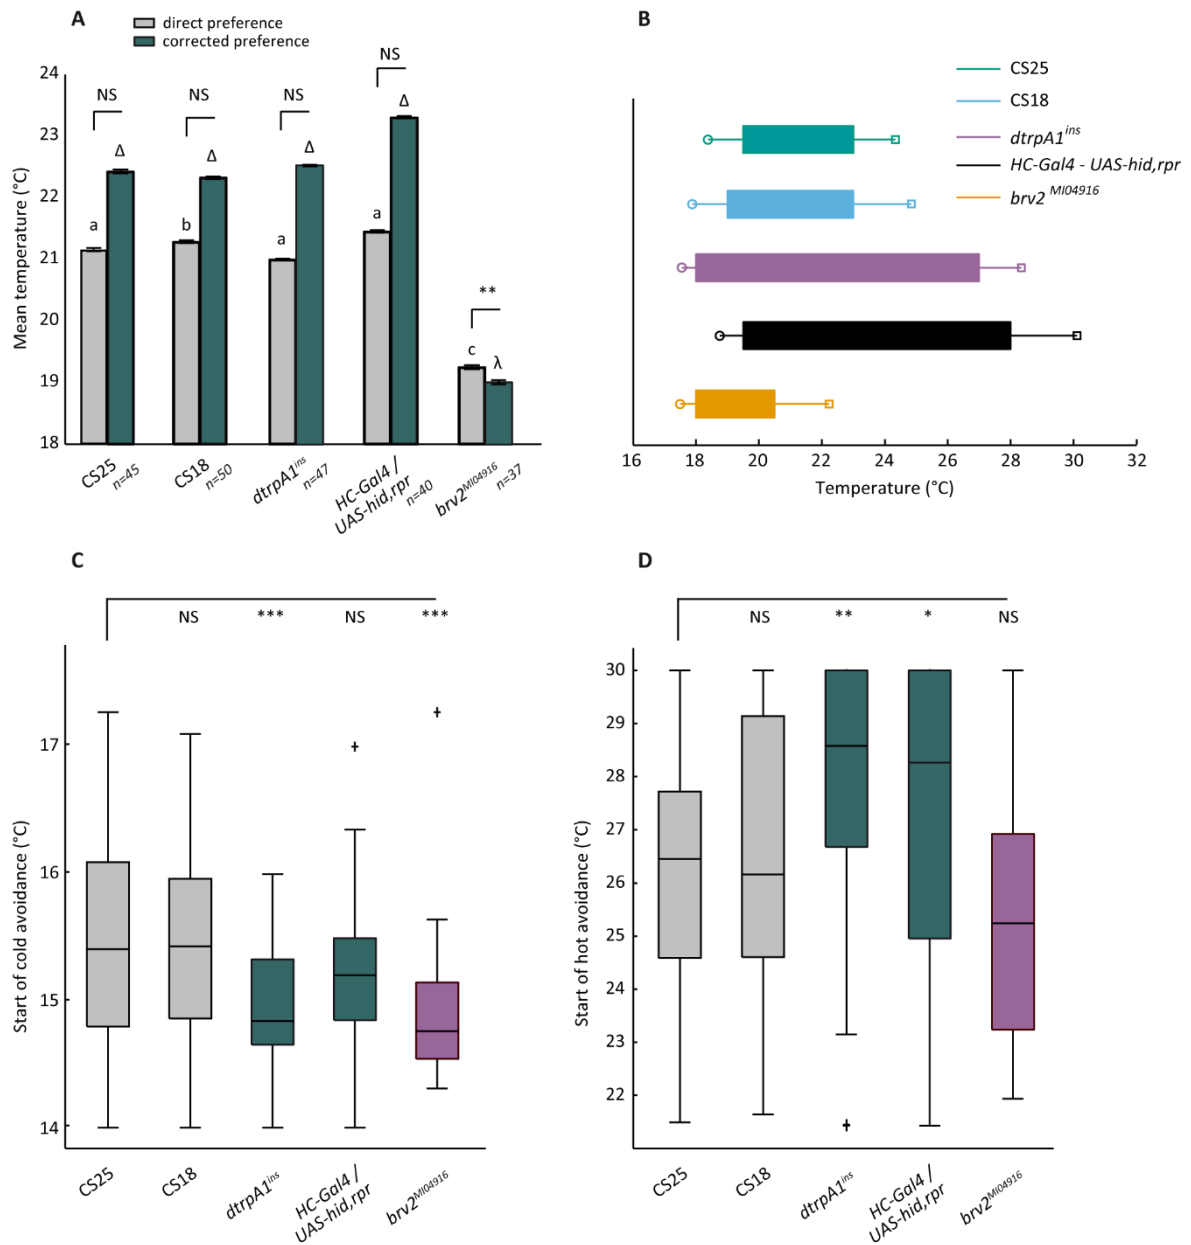 A
direct preference
corrected preference
NS
NS
NS
NS
**
Δ
Δ
Δ
Δ
λ
a
b
a
a
c
24
23
22
21
20
19
18
Mean temperature (°C)
CS25
n=45
CS18
n=50
dtrpA1ins
n=47
HC-Gal4 /
UAS-hid,rpr
n=40
brv2MI04916
n=37
B
CS25
CS18
dtrpA1ins
HC-Gal4 - UAS-hid,rpr
brv2 MI04916
16 18 20 22 24 26 28 30 32
Temperature (°C)
C
NS *** NS ***
17
16
15
14
Start of cold avoidance (°C)
CS25
CS18
dtrpA1ins
HC-Gal4 /
UAS-hid,rpr
brv2MI04916
D
NS ** * NS
30
29
28
27
26
25
24
23
22
Start of hot avoidance (°C)
CS25
CS18
dtrpA1ins
HC-Gal4 /
UAS-hid,rpr
brv2MI04916